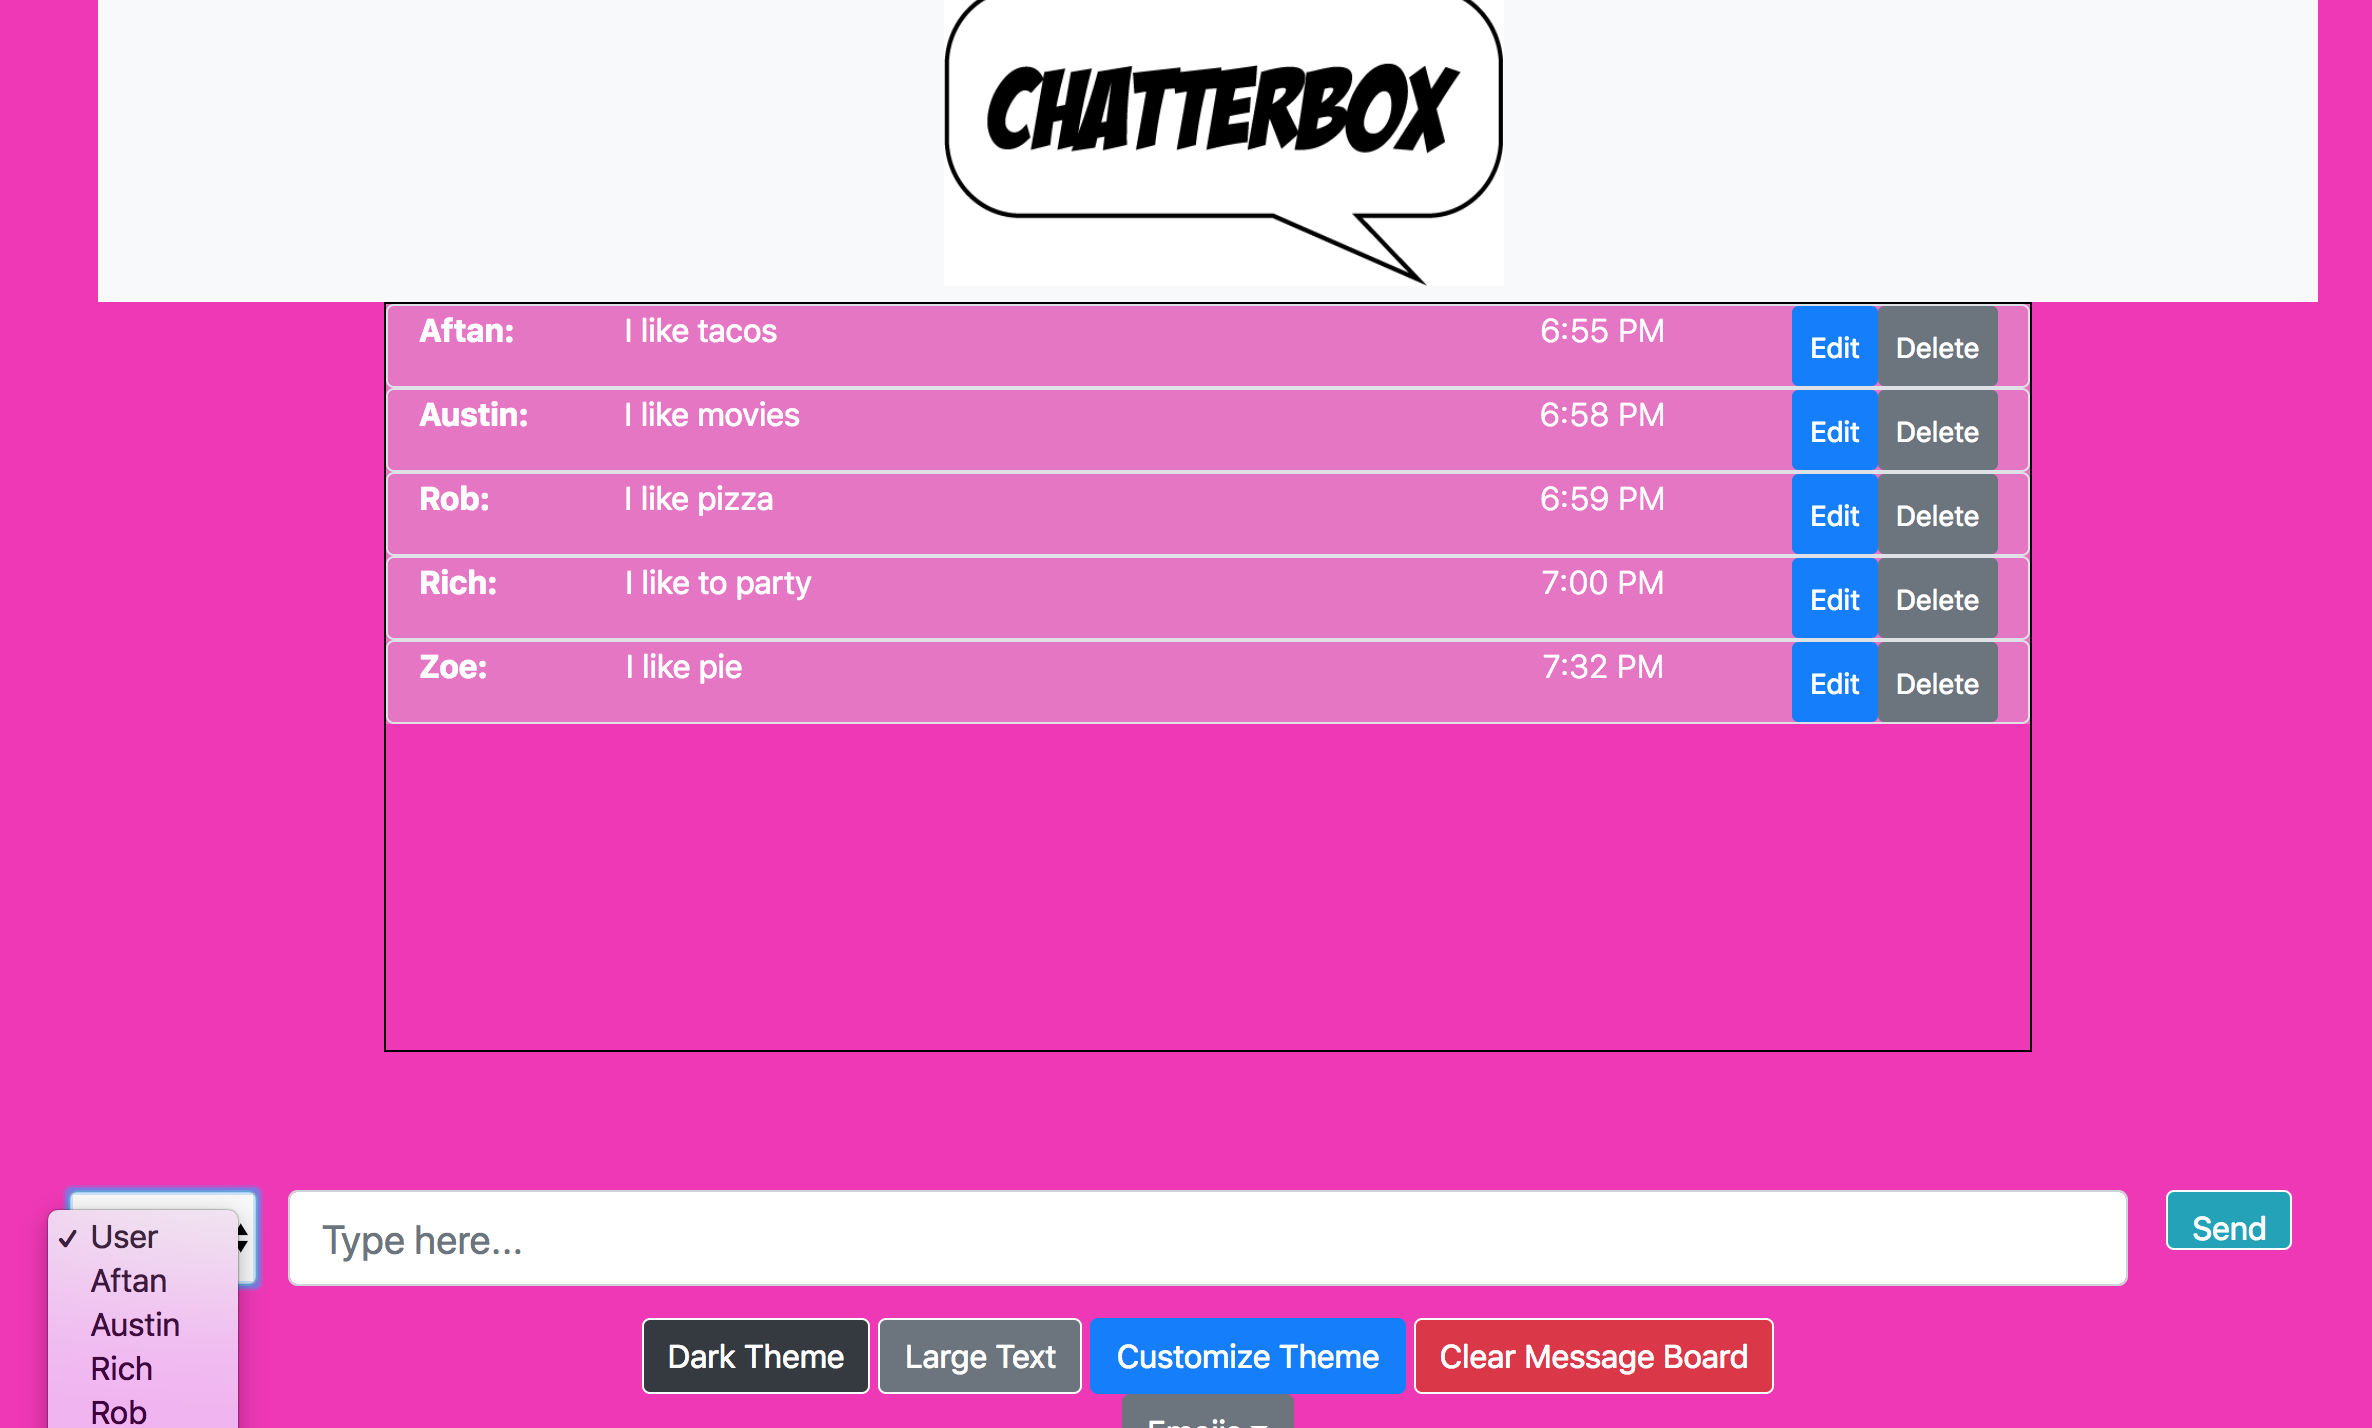 CHATTERBOX
Aftan: I like tacos 6:55 PM Edit Delete
Austin: I like movies 6:58 PM Edit Delete
Rob: I like pizza 6:59 PM Edit Delete
Rich: I like to party 7:00 PM Edit Delete
Zoe: I like pie 7:32 PM Edit Delete
✓ User
Aftan
Austin
Rich
Rob
Type here...
Send
Dark Theme Large Text Customize Theme Clear Message Board
Emojis